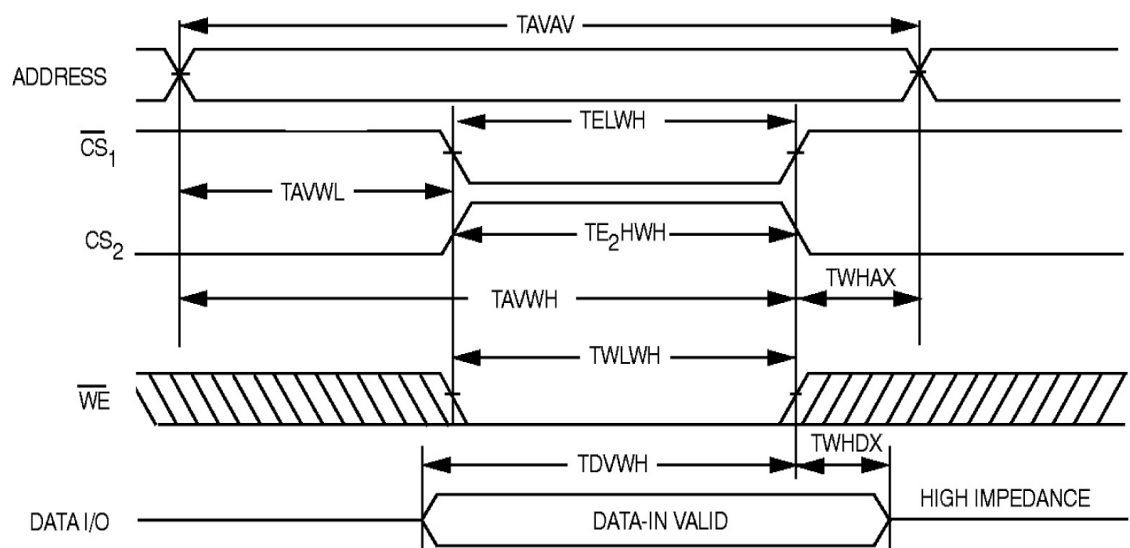 TAVAV
ADDRESS
TELWH
CS1
TAVWL
CS2
TE2HWH
TAVWH
TWHAX
TWLWH
WE
TWHDX
TDVWH
HIGH IMPEDANCE
DATA I/O
DATA-IN VALID